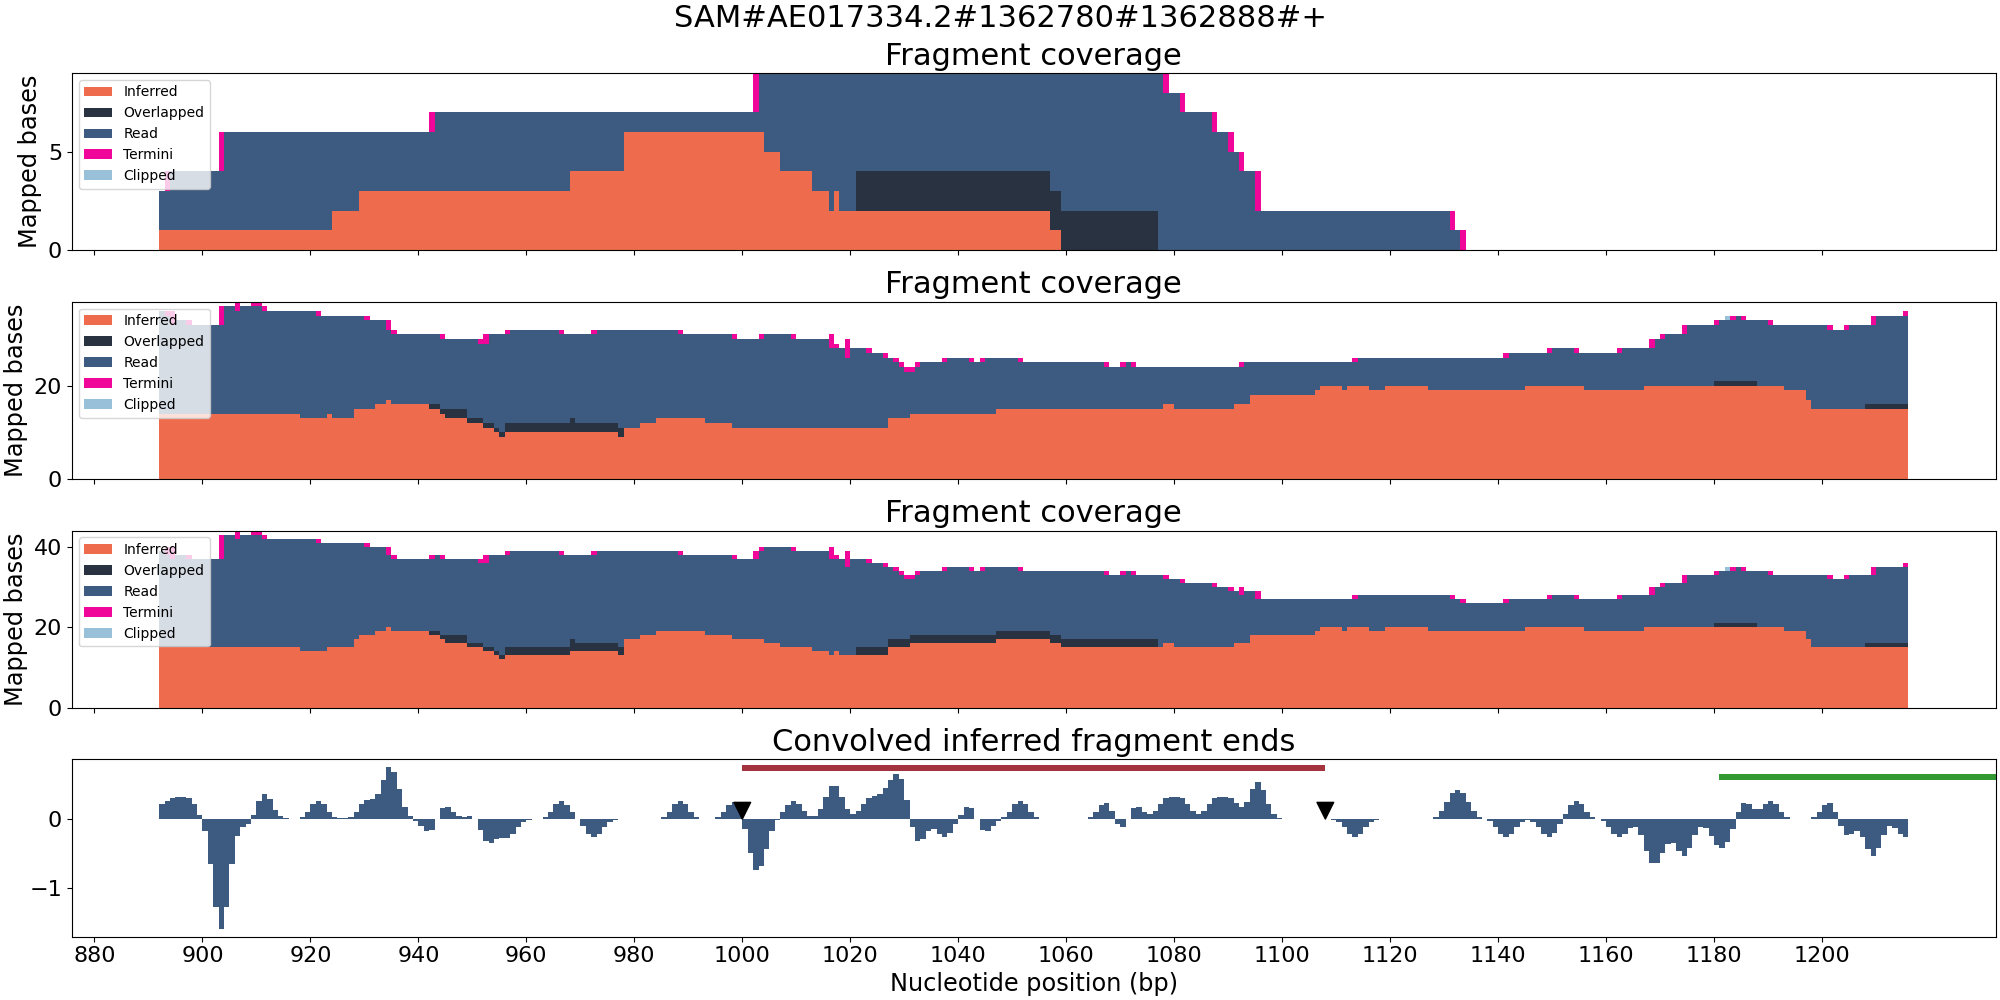 SAM#AE017334.2#1362780#1362888#+
Fragment coverage
Mapped bases
5
0
Inferred
Overlapped
Read
Termini
Clipped
Fragment coverage
Mapped bases
20
0
Inferred
Overlapped
Read
Termini
Clipped
Fragment coverage
Mapped bases
40
20
0
Inferred
Overlapped
Read
Termini
Clipped
Convolved inferred fragment ends
0
−1
880 900 920 940 960 980 1000 1020 1040 1060 1080 1100 1120 1140 1160 1180 1200
Nucleotide position (bp)